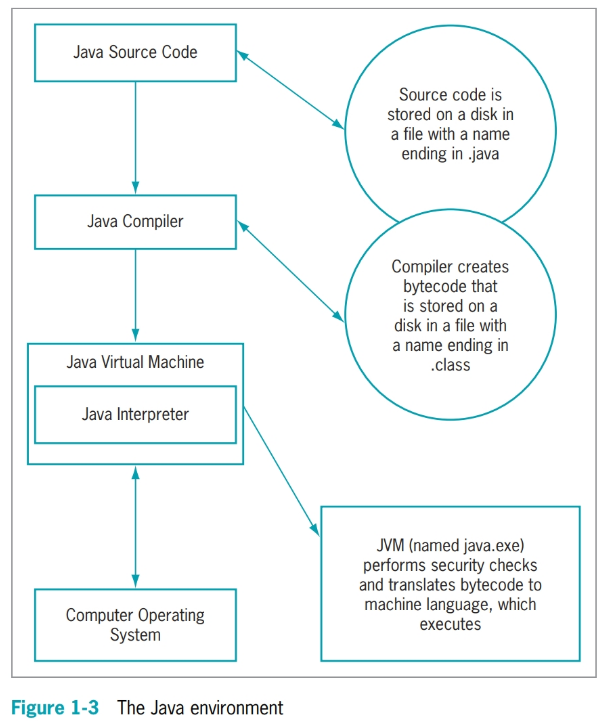 Java Source Code
Source code is
stored on a disk in
a file with a name
ending in .java
Java Compiler
Compiler creates
bytecode that
is stored on a
disk in a file with
a name ending in
.class
Java Virtual Machine
Java Interpreter
JVM (named java.exe)
performs security checks
and translates bytecode to
machine language, which
executes
Computer Operating
System
Figure 1-3 The Java environment